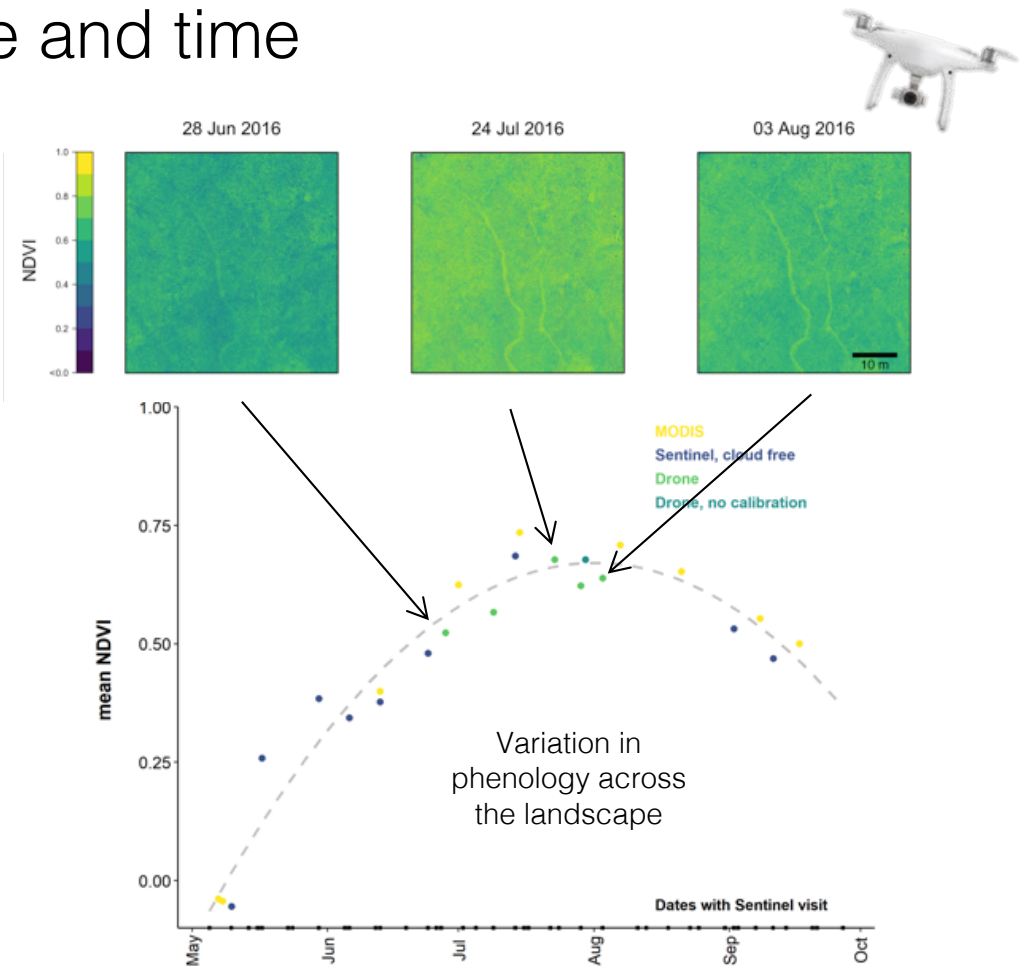 e and time
28 Jun 2016
24 Jul 2016
03 Aug 2016
NDVI
1.0
0.8
0.6
0.4
0.2
<0.0
10 m
1.00
0.75
0.50
0.25
0.00
mean NDVI
MODIS
Sentinel, cloud free
Drone
Drone, no calibration
Variation in
phenology across
the landscape
Dates with Sentinel visit
May
Jun
Jul
Aug
Sep
Oct